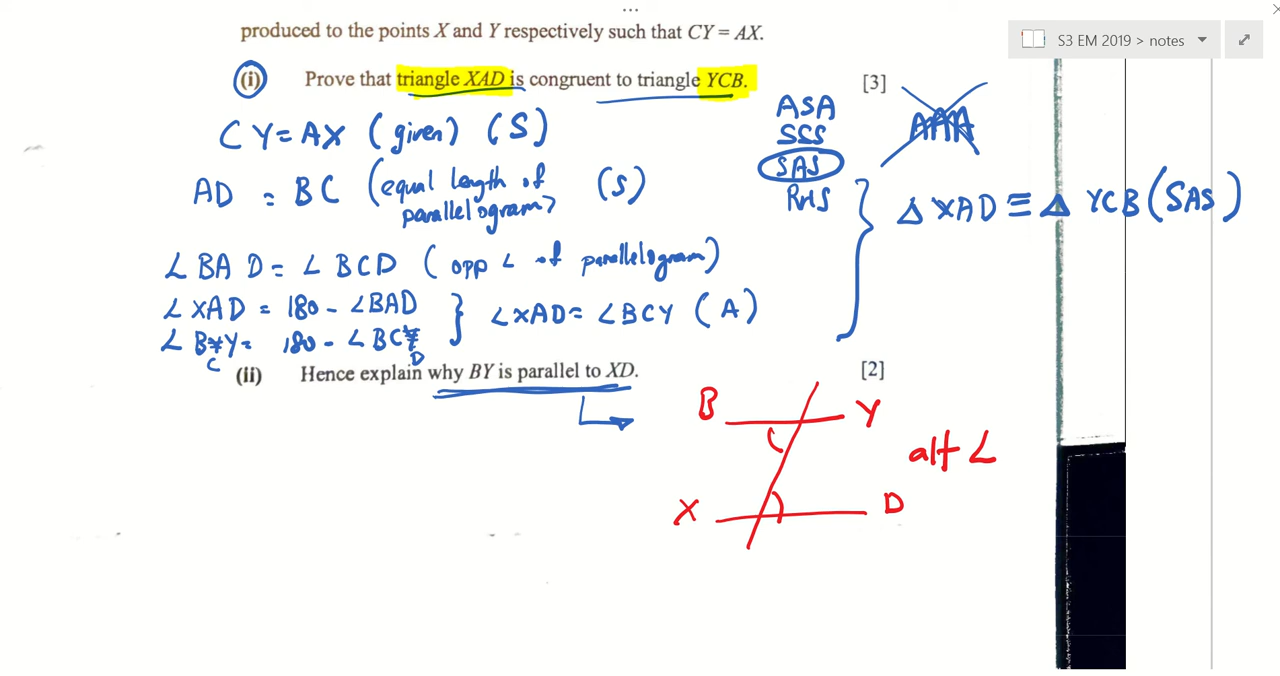 ...
produced to the points X and Y respectively such that CY = AX.
S3 EM 2019 > notes
(i) Prove that triangle XAD is congruent to triangle YCB. [3]
CY = AX (given) (S)
AD = BC (equal length of parallelogram) (S)
∠BAD = ∠BCD (opp ∠ of parallelogram)
∠XAD = 180 - ∠BAD
∠BCY = 180 - ∠BCD
} ∠XAD = ∠BCY (A)
ASA
SSS
SAS
RHS
AAA
} Δ XAD ≡ Δ YCB (SAS)
(ii) Hence explain why BY is parallel to XD. [2]
B Y
alt ∠
X D